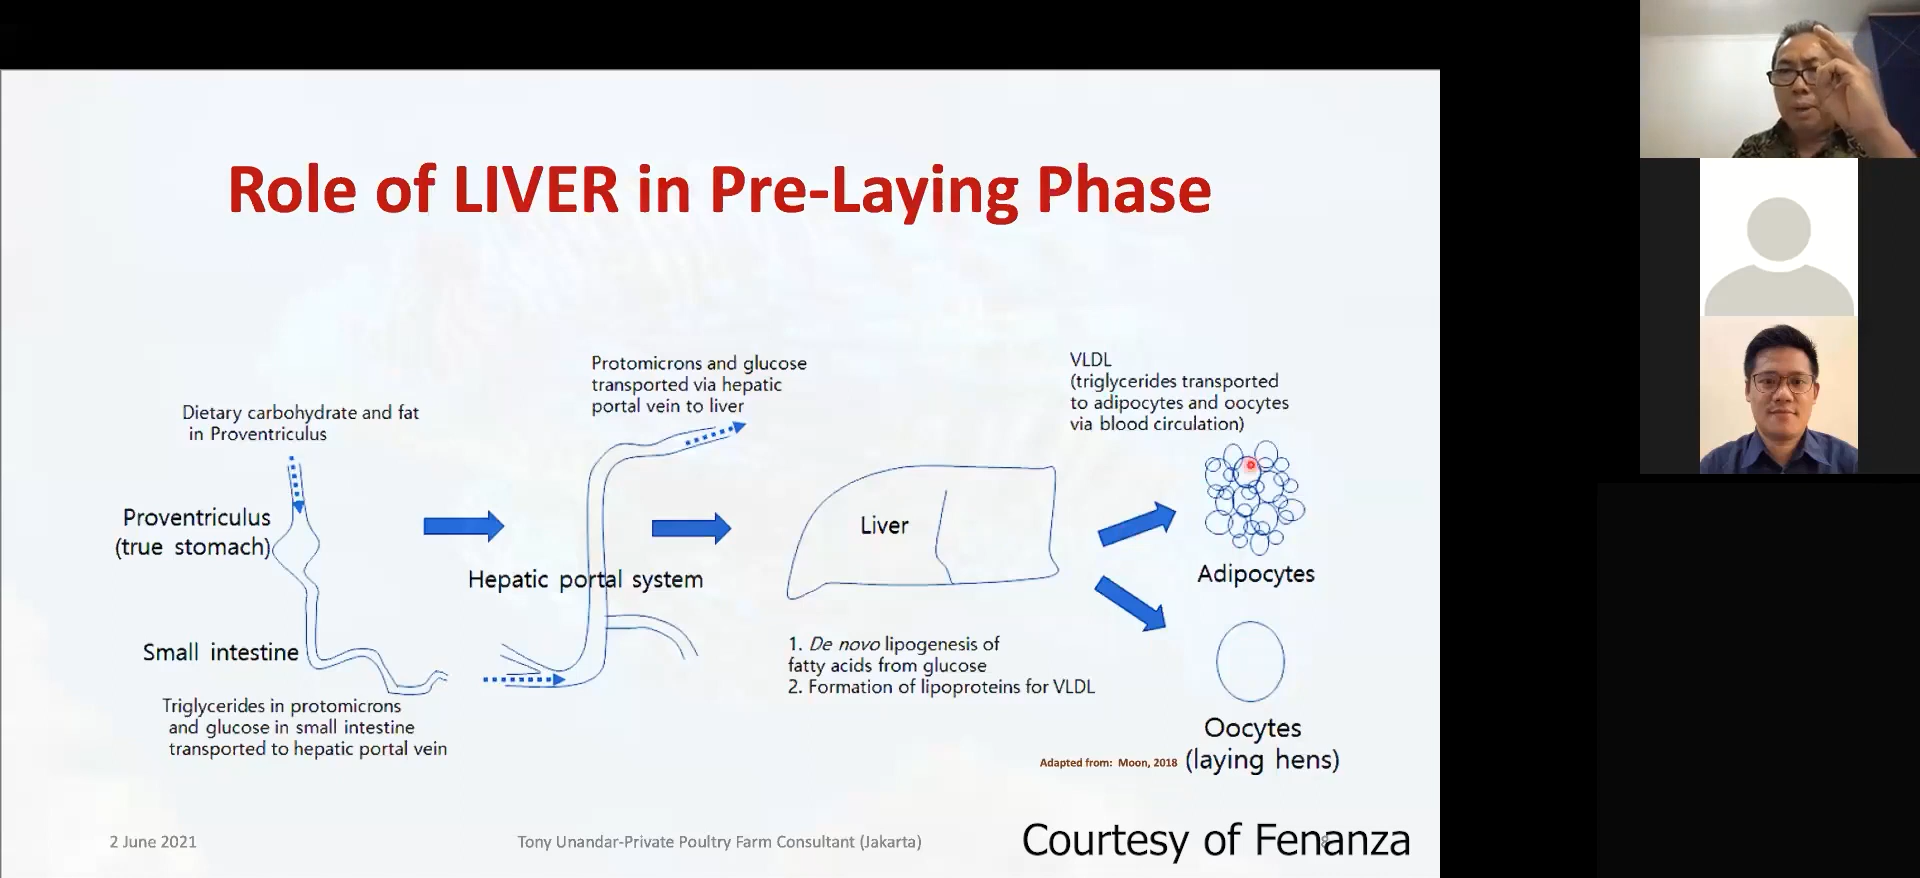 Role of LIVER in Pre-Laying Phase
Dietary carbohydrate and fat
in Proventriculus
Proventriculus
(true stomach)
Small intestine
Triglycerides in protomicrons
and glucose in small intestine
transported to hepatic portal vein
Protomicrons and glucose
transported via hepatic
portal vein to liver
Hepatic portal system
Liver
1. De novo lipogenesis of
fatty acids from glucose
2. Formation of lipoproteins for VLDL
VLDL
(triglycerides transported
to adipocytes and oocytes
via blood circulation)
Adipocytes
Oocytes
(laying hens)
Adapted from: Moon, 2018
2 June 2021
Tony Unandar-Private Poultry Farm Consultant (Jakarta)
Courtesy of Fenanza